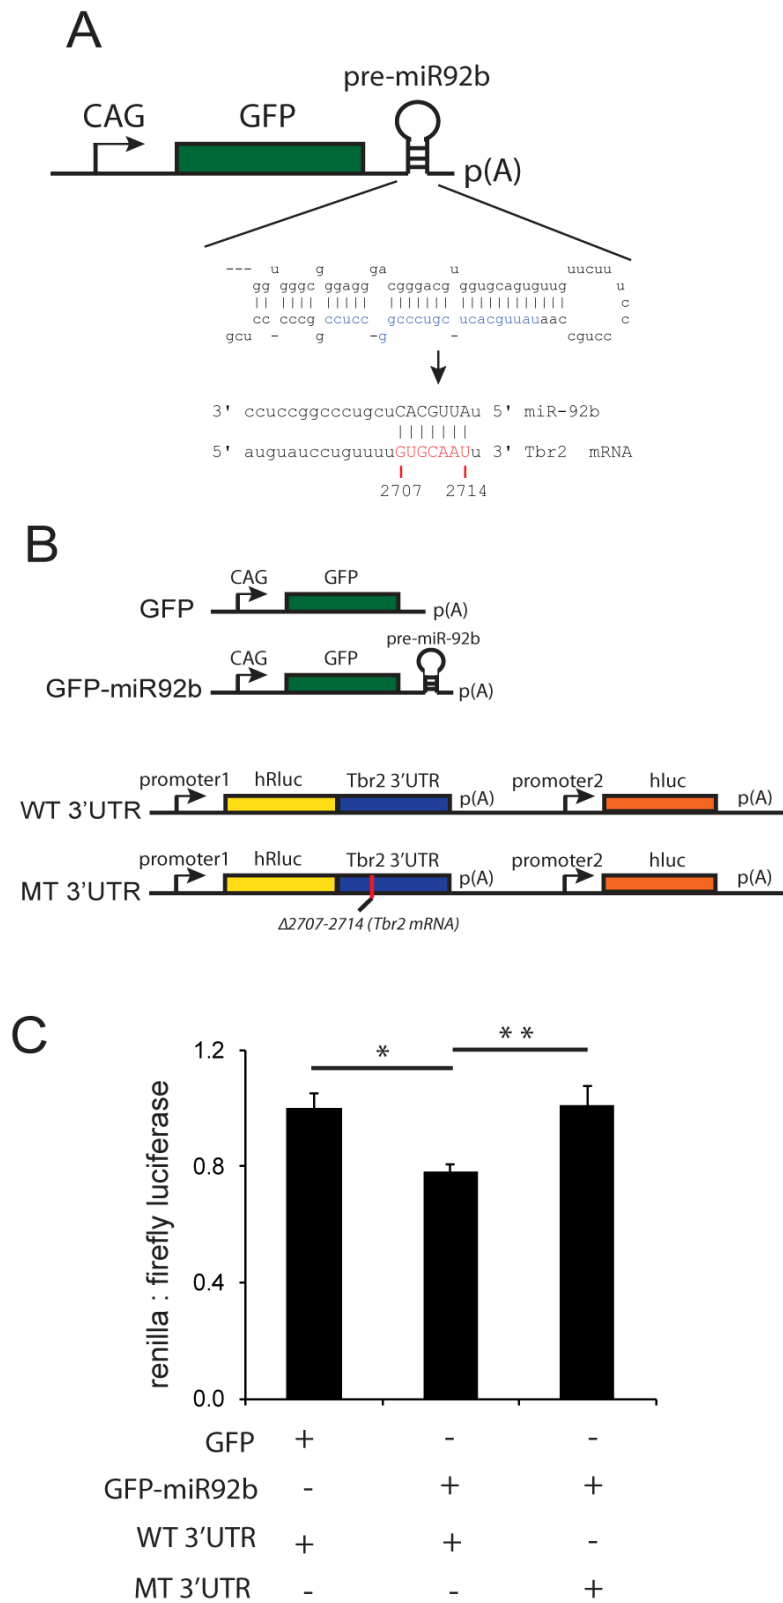 A
pre-miR92b
CAG GFP
p(A)
--- u g ga u uucuu
gg gggc ggagg cgggacg ggugcagugug u
|| |||| ||||| ||||||| |||||||||||| c
cc cccg ccucc gcccugc ucacguuauaac c
gcu - g -g - cgucc
3' ccuccggcccugcuCACGUUAu 5' miR-92b
|||||||
5' auguauccuguuuuGUGCAAUu 3' Tbr2 mRNA
2707 2714
B
CAG GFP
GFP p(A)
pre-miR-92b
CAG GFP
GFP-miR92b p(A)
promoter1 hRluc Tbr2 3'UTR p(A) promoter2 hluc p(A)
WT 3'UTR
promoter1 hRluc Tbr2 3'UTR p(A) promoter2 hluc p(A)
MT 3'UTR
Δ2707-2714 (Tbr2 mRNA)
C
* **
1.2
0.8
0.4
0.0
renilla : firefly luciferase
GFP + - -
GFP-miR92b - + +
WT 3'UTR + + -
MT 3'UTR - - +